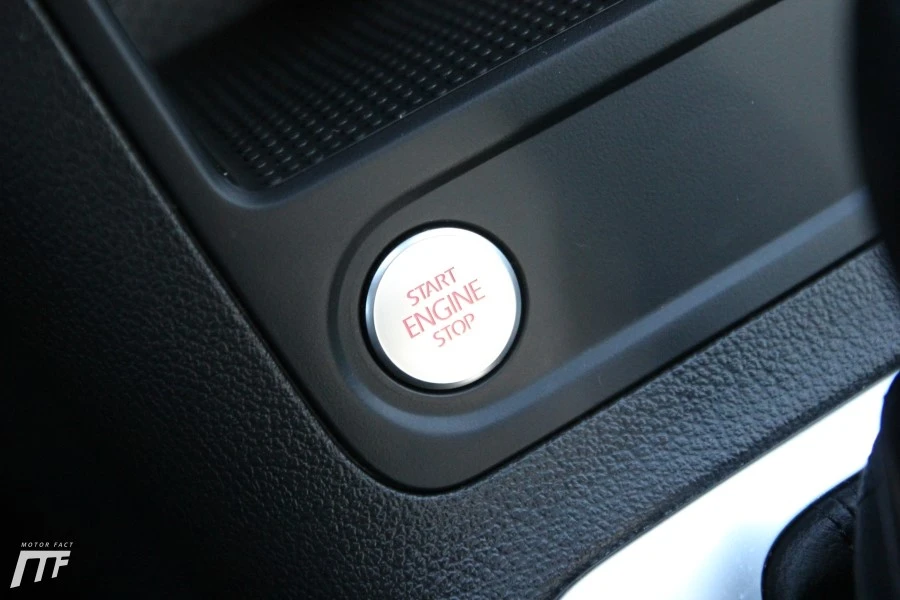 START
ENGINE
STOP
MOTOR FACT
MF